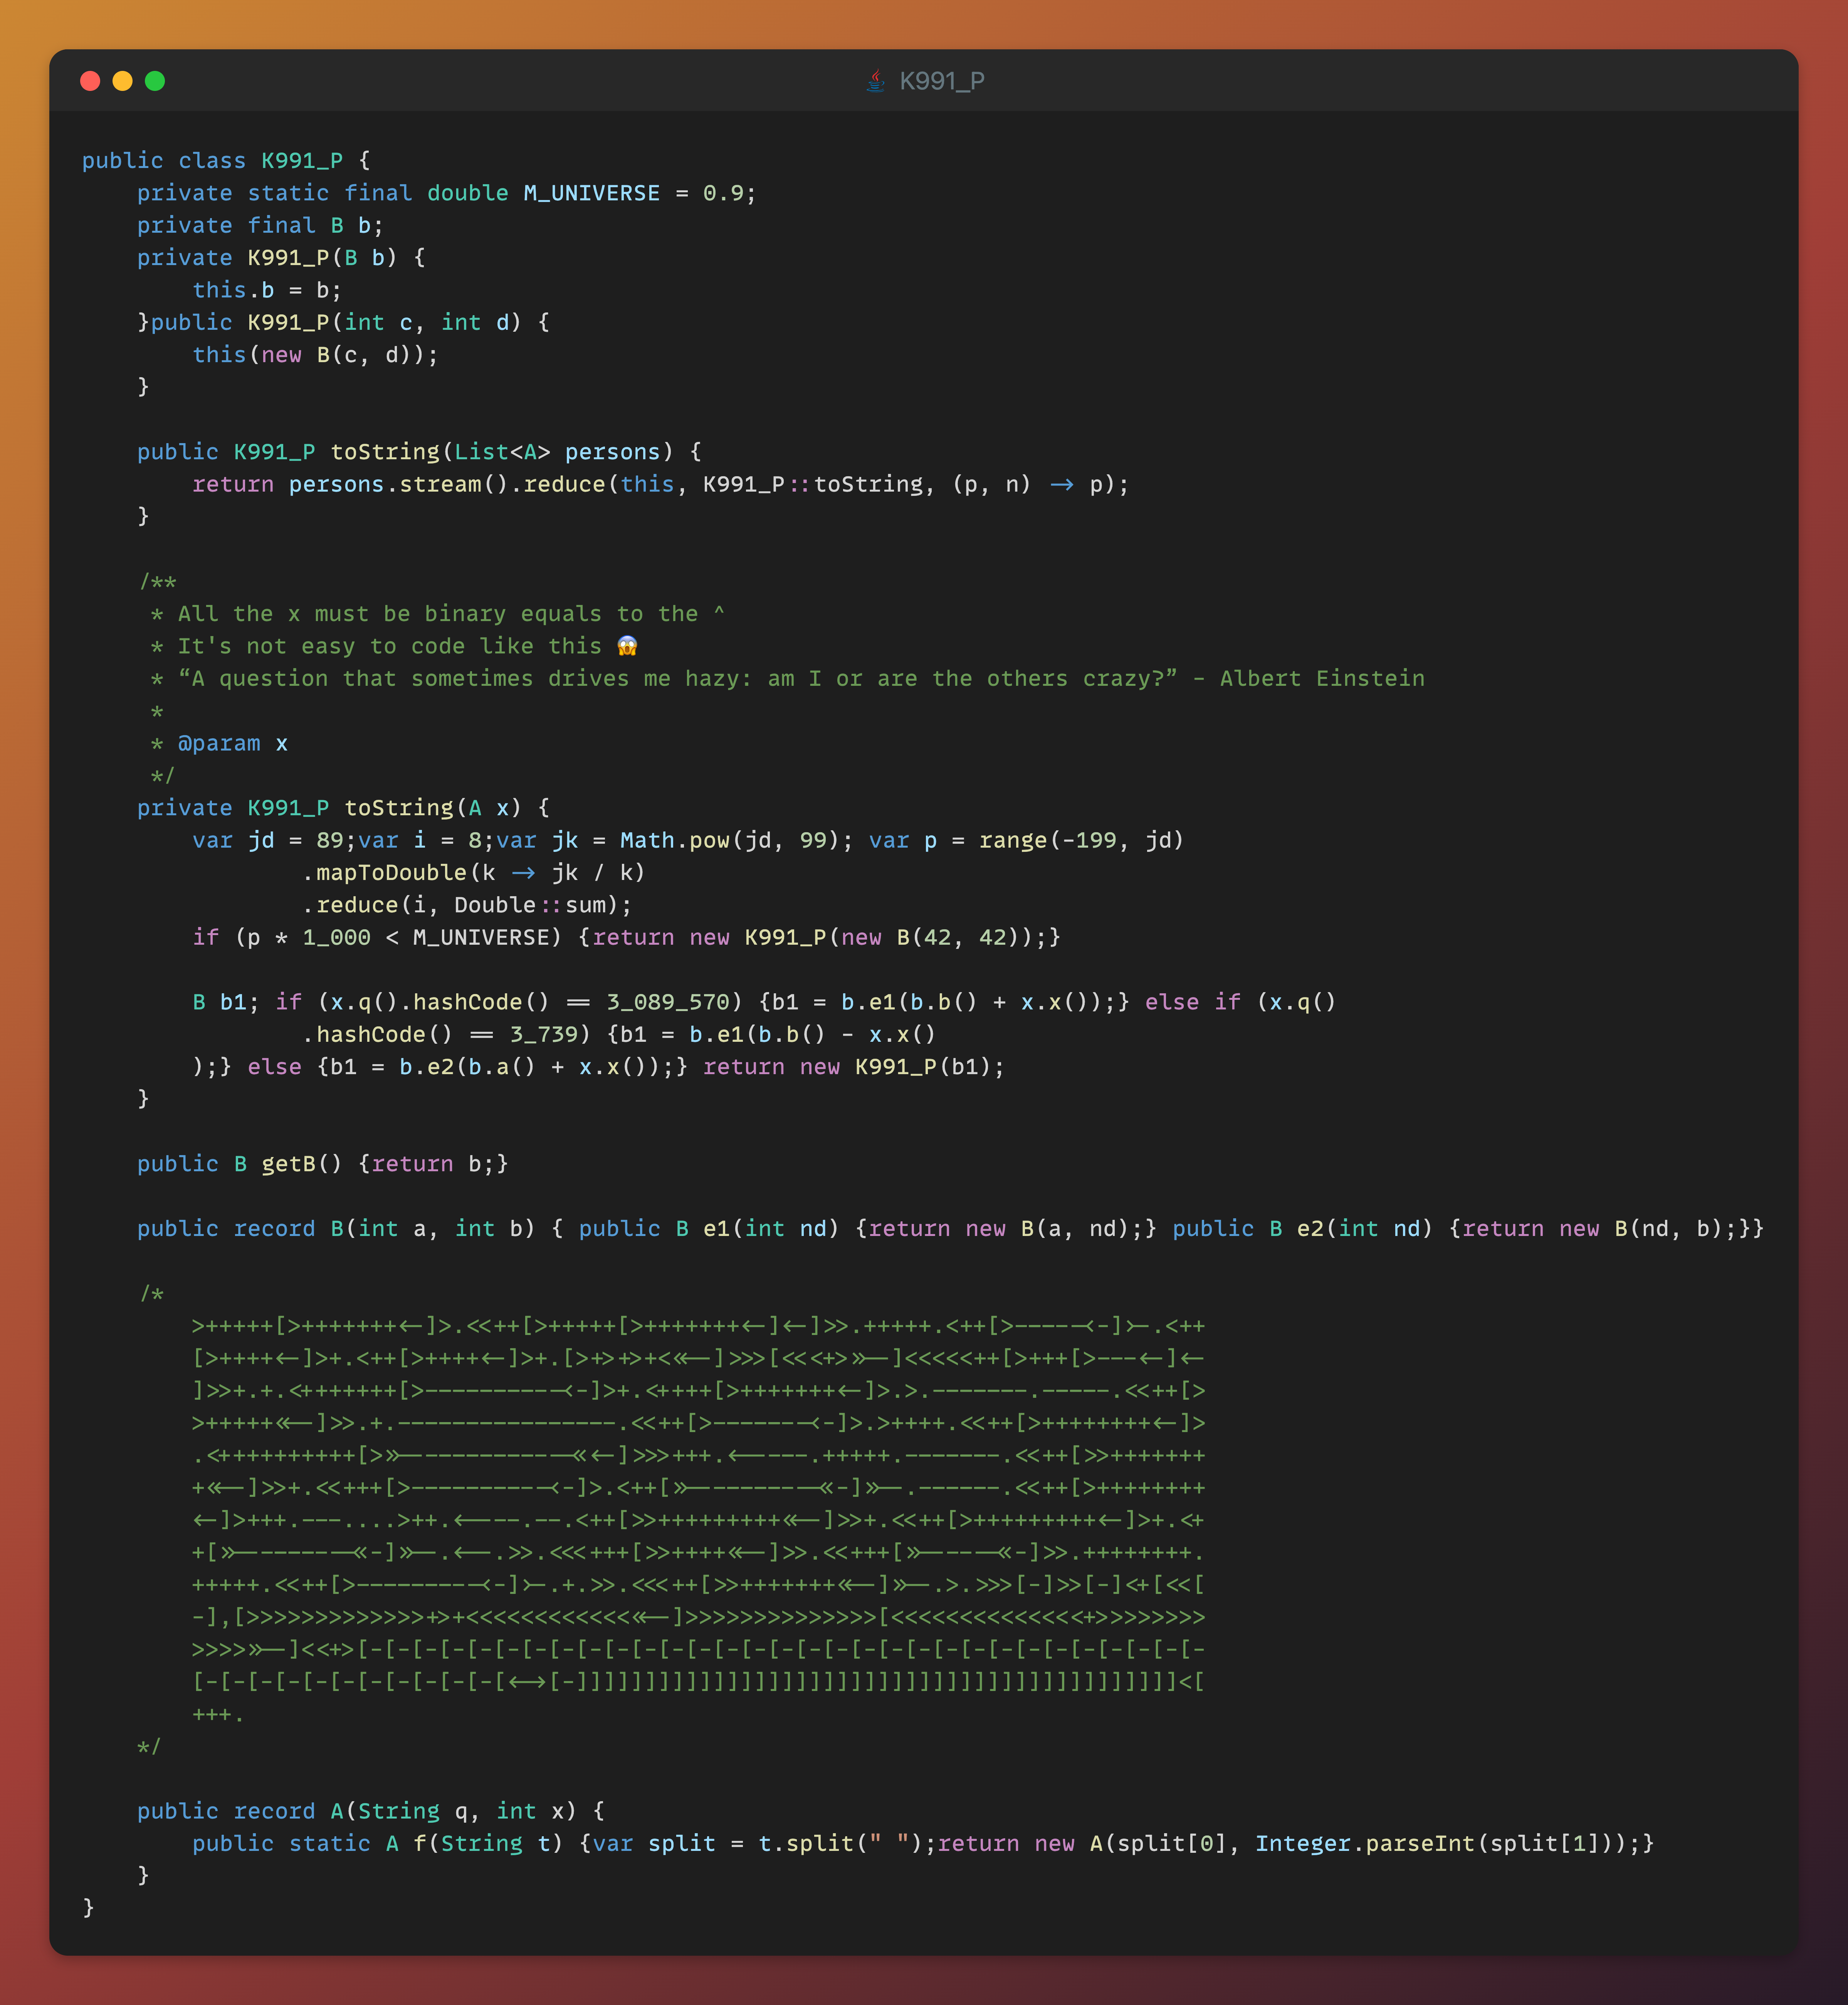 K991_P
public class K991_P {
private static final double M_UNIVERSE = 0.9;
private final B b;
private K991_P(B b) {
this.b = b;
}public K991_P(int c, int d) {
this(new B(c, d));
}
public K991_P toString(List<A> persons) {
return persons.stream().reduce(this, K991_P::toString, (p, n) -> p);
}
/**
* All the x must be binary equals to the ^
* It's not easy to code like this 😱
* “A question that sometimes drives me hazy: am I or are the others crazy?” - Albert Einstein
*
* @param x
*/
private K991_P toString(A x) {
var jd = 89;var i = 8;var jk = Math.pow(jd, 99); var p = range(-199, jd)
.mapToDouble(k -> jk / k)
.reduce(i, Double::sum);
if (p * 1_000 < M_UNIVERSE) {return new K991_P(new B(42, 42));}
B b1; if (x.q().hashCode() == 3_089_570) {b1 = b.e1(b.b() + x.x());} else if (x.q()
.hashCode() == 3_739) {b1 = b.e1(b.b() - x.x()
);} else {b1 = b.e2(b.a() + x.x());} return new K991_P(b1);
}
public B getB() {return b;}
public record B(int a, int b) { public B e1(int nd) {return new B(a, nd);} public B e2(int nd) {return new B(nd, b);}}
/*
>+++++[>+++++++<-]>.<<++[>+++++[>+++++++<-]<-]>>.+++++.<++[>-----<-]>-.<++
[>++++<-]>+.<++[>++++<-]>+.[>+>+>+<<<-]>>>[<<<+>>>-]<<<<<++[>+++[>---<-]<-
]>>+.+.<+++++++[>----------<-]>+.<++++[>+++++++<-]>.>.-------.-----.<<++[>
>+++++<<-]>>.+.----------------.<<++[>-------<-]>.>++++.<<++[>++++++++<-]>
.<++++++++++[>>>-----------<<<-]>>>+++.<-----.+++++.-------.<<++[>>+++++++
+<<-]>>+.<<+++[>----------<-]>.<++[>>--------<<-]>>-.------.<<++[>++++++++
<-]>+++.---....>++.<----.--.<++[>>+++++++++<<-]>>+.<<++[>+++++++++<-]>+.<+
+[>>-------<<-]>>-.<--.>>.<<<+++[>>++++<<-]>>.<<+++[>>----<<-]>>.++++++++.
+++++.<<++[>---------<-]>-.+.>>.<<<++[>>+++++++<<-]>>-.>.>>>[-]>>[-]<+[<<[
-],[>>>>>>>>>>>>>+>+<<<<<<<<<<<<<<-]>>>>>>>>>>>>>>[<<<<<<<<<<<<<<+>>>>>>>>
>>>>>>-]<<+>[-[-[-[-[-[-[-[-[-[-[-[-[-[-[-[-[-[-[-[-[-[-[-[-[-[-[-[-[-[-[-
[-[-[-[-[-[-[-[-[-[-[-[<->[-]]]]]]]]]]]]]]]]]]]]]]]]]]]]]]]]]]]]]]]]]]]]<[
+++.
*/
public record A(String q, int x) {
public static A f(String t) {var split = t.split(" ");return new A(split[0], Integer.parseInt(split[1]));}
}
}